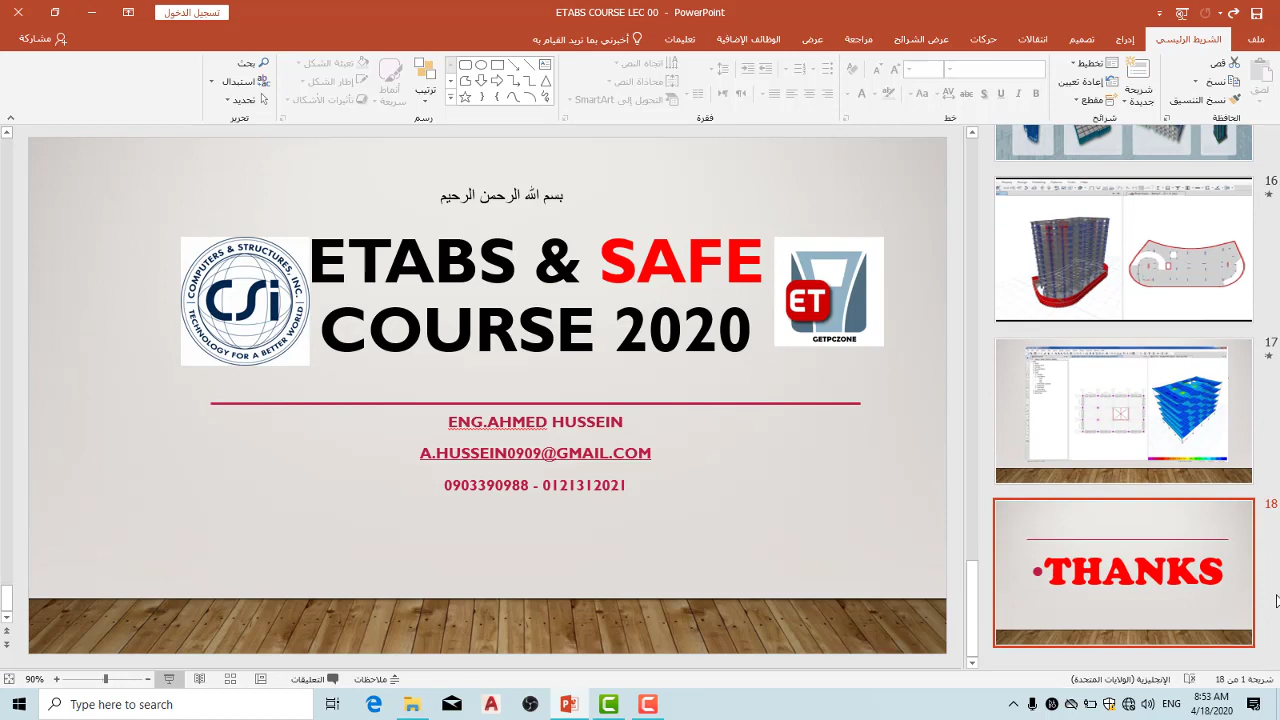 تسجيل الدخول
ETABS COURSE LEC 00 - PowerPoint
ملف
الشريط الرئيسي
إدراج
تصميم
انتقالات
حركات
عرض الشرائح
مراجعة
عرض
الوظائف الإضافية
تعليمات
أخبرني بما تريد القيام به
مشاركة
لصق
قص
نسخ
نسخ التنسيق
الحافظة
شريحة جديدة
تخطيط
إعادة تعيين
مقطع
شرائح
خط
اتجاه النص
محاذاة النص
التحويل إلى SmartArt
فقرة
ترتيب
أنماط سريعة
تعبئة الشكل
إطار الشكل
تأثيرات الأشكال
رسم
بحث
استبدال
تحديد
تحرير
بسم الله الرحمن الرحيم
ETABS & SAFE
COURSE 2020
COMPUTERS & STRUCTURES, INC.
CSi
TECHNOLOGY FOR A BETTER WORLD
ET
GETPCZONE
ENG.AHMED HUSSEIN
A.HUSSEIN0909@GMAIL.COM
0903390988 - 0121312021
16
17
18
•THANKS
شريحة 1 من 18
الإنجليزية (الولايات المتحدة)
ملاحظات
التعليقات
90%
Type here to search
ENG
8:53 AM
4/18/2020